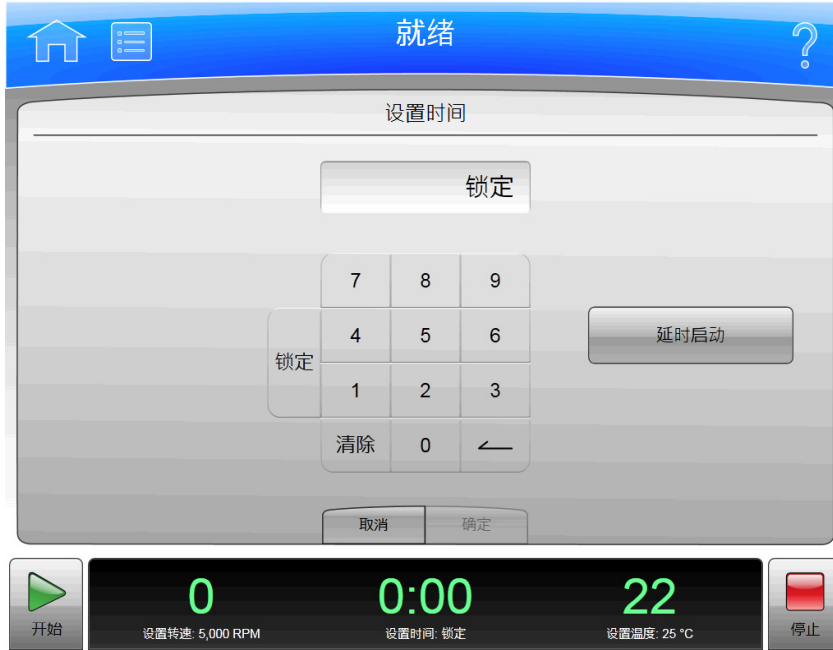 就绪
?
设置时间
锁定
7 8 9
4 5 6
锁定
1 2 3
清除 0
延时启动
取消 确定
开始
0 0:00 22
设置转速: 5,000 RPM 设置时间: 锁定 设置温度: 25 °C
停止